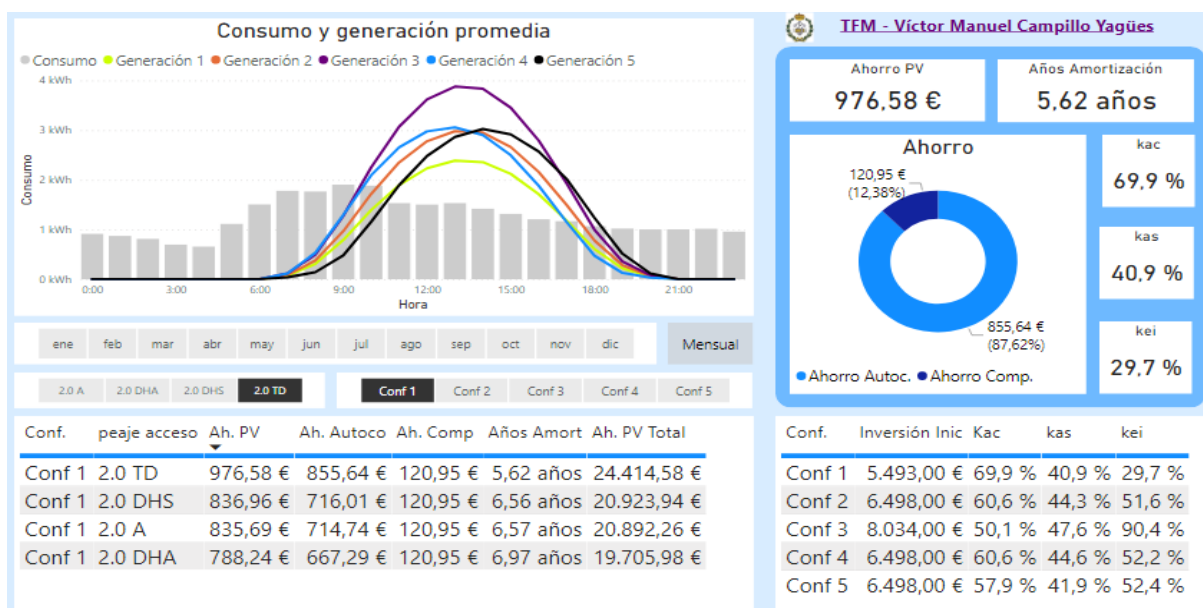 Consumo y generación promedia
Consumo Generación 1 Generación 2 Generación 3 Generación 4 Generación 5
4 kWh
3 kWh
2 kWh
1 kWh
0 kWh
Consumo
0:00 3:00 6:00 9:00 12:00 15:00 18:00 21:00
Hora
ene feb mar abr may jun jul ago sep oct nov dic Mensual
2.0 A 2.0 DHA 2.0 DHS 2.0 TD Conf 1 Conf 2 Conf 3 Conf 4 Conf 5
TFM - Víctor Manuel Campillo Yagües
Ahorro PV
976,58 €
Años Amortización
5,62 años
Ahorro
120,95 €
(12,38%)
855,64 €
(87,62%)
Ahorro Autoc. Ahorro Comp.
kac
69,9 %
kas
40,9 %
kei
29,7 %
Conf. peaje acceso Ah. PV Ah. Autoco Ah. Comp Años Amort Ah. PV Total
Conf 1 2.0 TD 976,58 € 855,64 € 120,95 € 5,62 años 24.414,58 €
Conf 1 2.0 DHS 836,96 € 716,01 € 120,95 € 6,56 años 20.923,94 €
Conf 1 2.0 A 835,69 € 714,74 € 120,95 € 6,57 años 20.892,26 €
Conf 1 2.0 DHA 788,24 € 667,29 € 120,95 € 6,97 años 19.705,98 €
Conf. Inversión Inic Kac kas kei
Conf 1 5.493,00 € 69,9 % 40,9 % 29,7 %
Conf 2 6.498,00 € 60,6 % 44,3 % 51,6 %
Conf 3 8.034,00 € 50,1 % 47,6 % 90,4 %
Conf 4 6.498,00 € 60,6 % 44,6 % 52,2 %
Conf 5 6.498,00 € 57,9 % 41,9 % 52,4 %